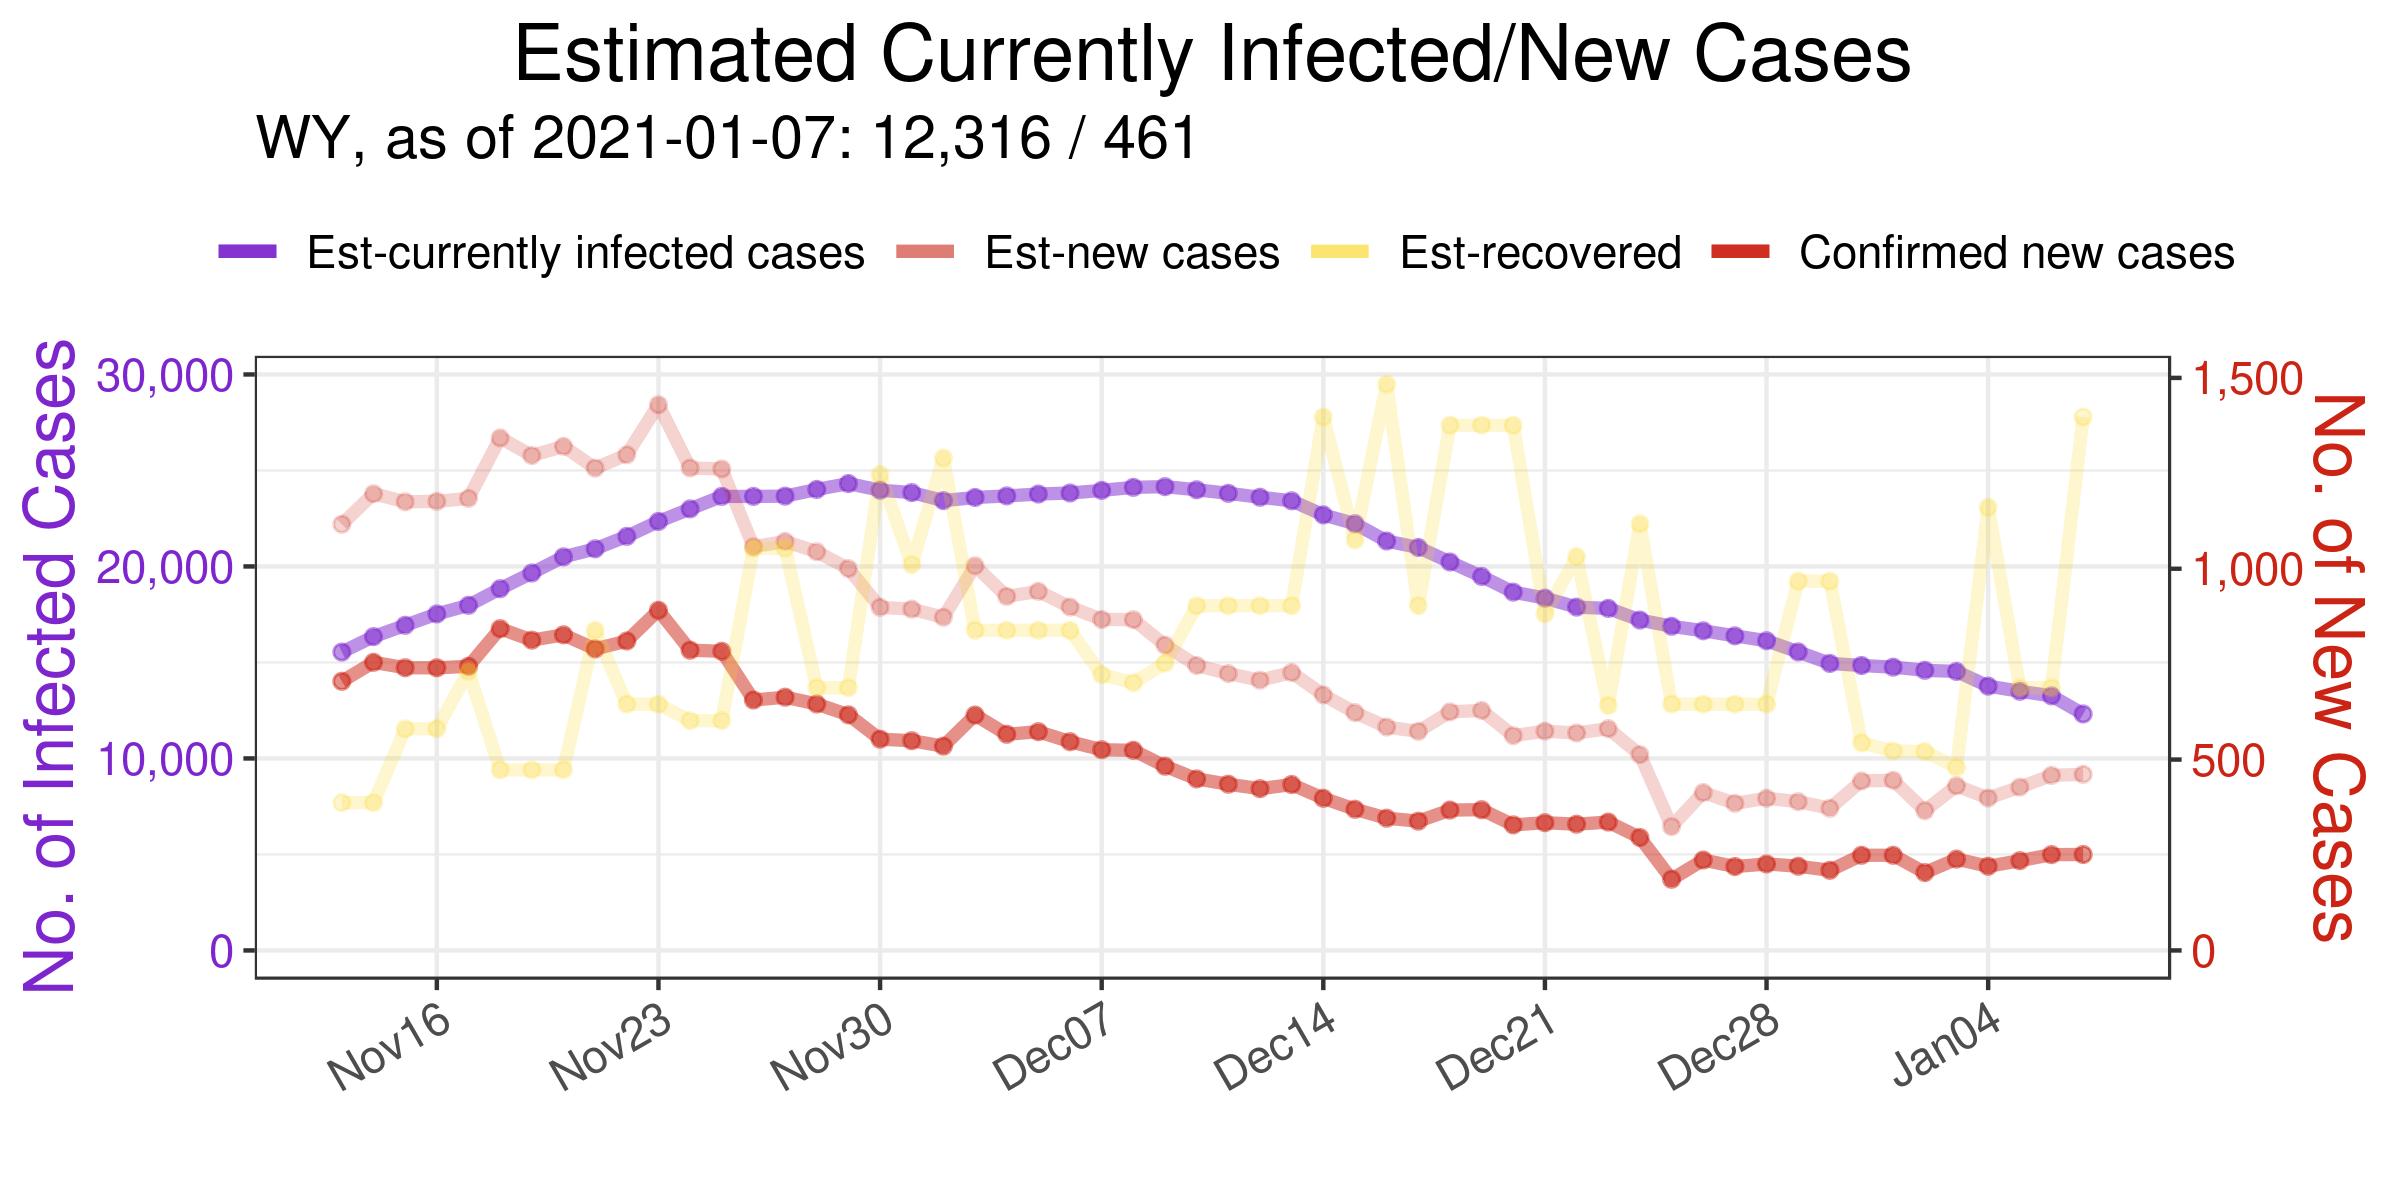 Estimated Currently Infected/New Cases
WY, as of 2021-01-07: 12,316 / 461
Est-currently infected cases Est-new cases Est-recovered Confirmed new cases
No. of Infected Cases
30,000
20,000
10,000
0
1,500
1,000
500
0
No. of New Cases
Nov16 Nov23 Nov30 Dec07 Dec14 Dec21 Dec28 Jan04